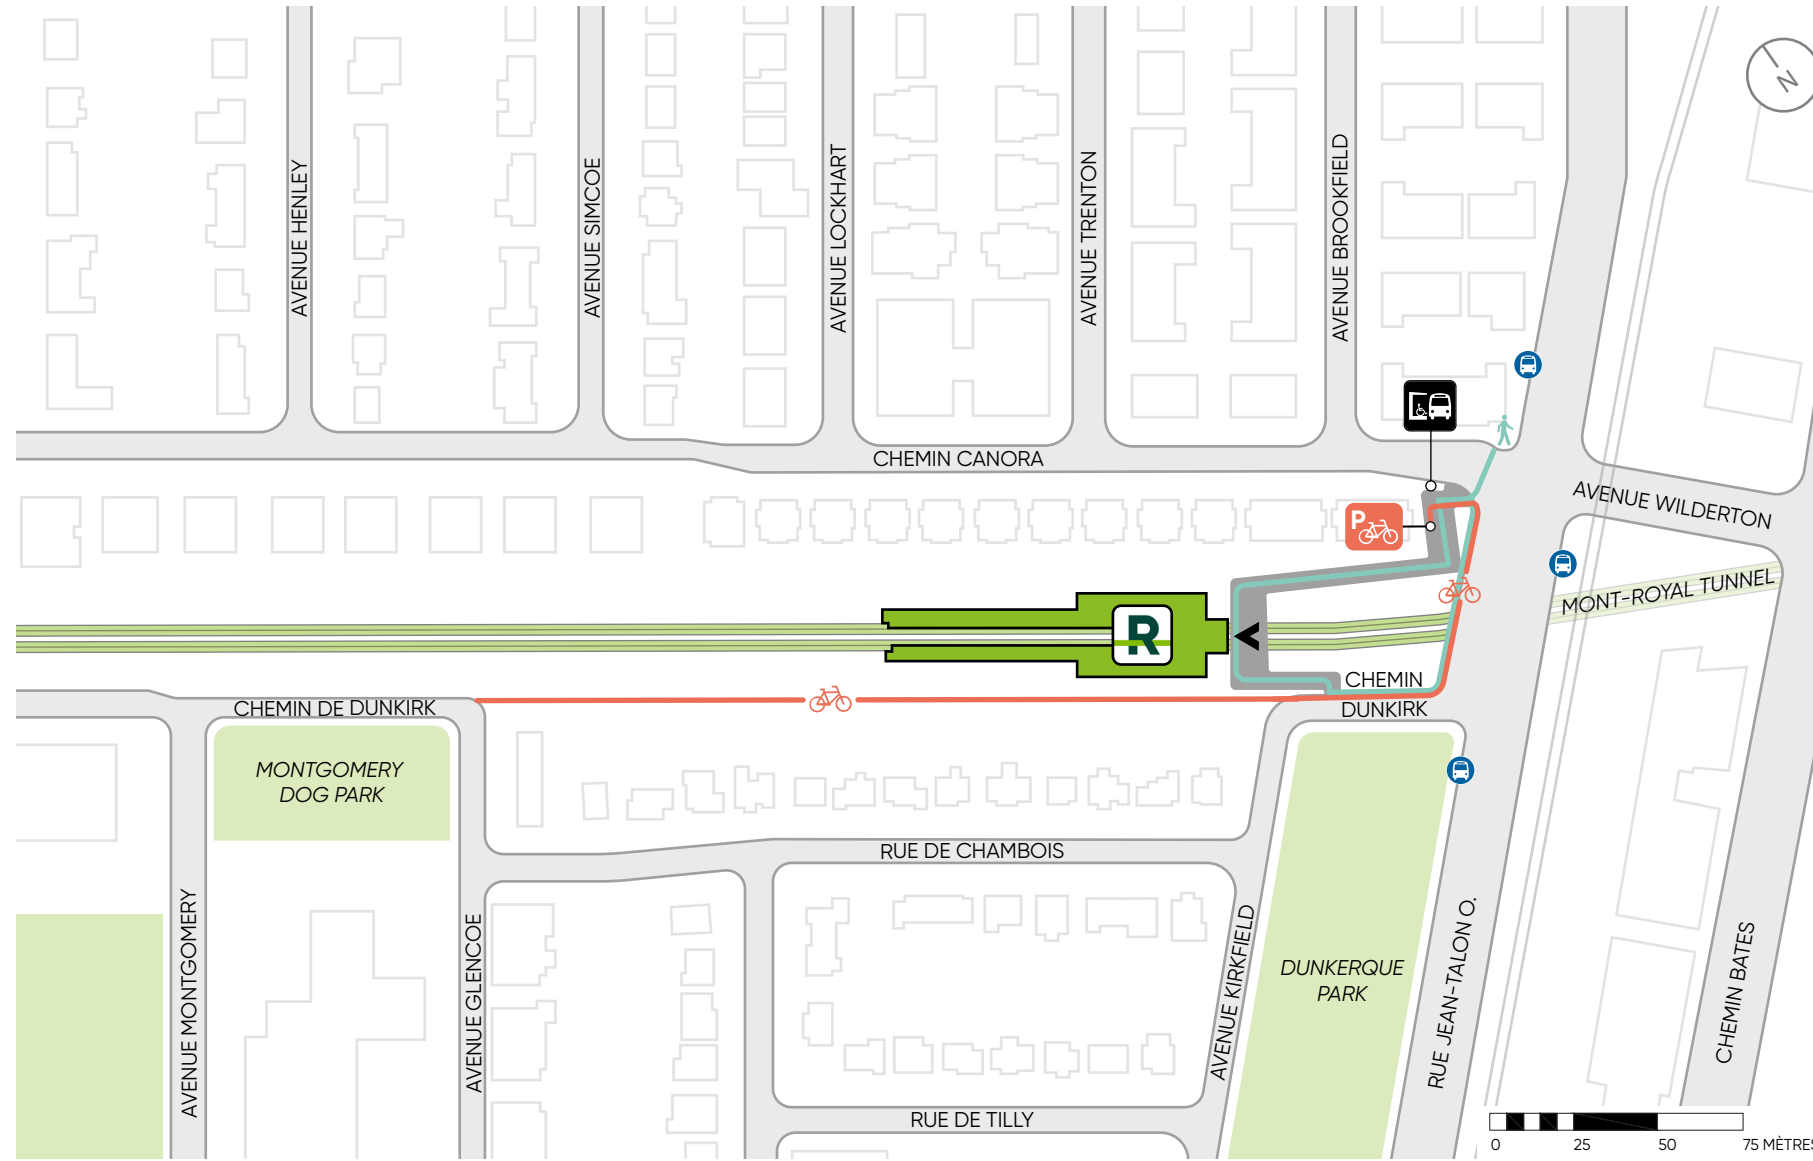 N
AVENUE HENLEY
AVENUE SIMCOE
AVENUE LOCKHART
AVENUE TRENTON
AVENUE BROOKFIELD
CHEMIN CANORA
AVENUE WILDERTON
P
MONT-ROYAL TUNNEL
R
CHEMIN
DUNKIRK
CHEMIN DE DUNKIRK
MONTGOMERY
DOG PARK
RUE DE CHAMBOIS
AVENUE MONTGOMERY
AVENUE GLENCOE
AVENUE KIRKFIELD
DUNKERQUE
PARK
RUE JEAN-TALON O.
CHEMIN BATES
RUE DE TILLY
0 25 50 75 MÈTRES